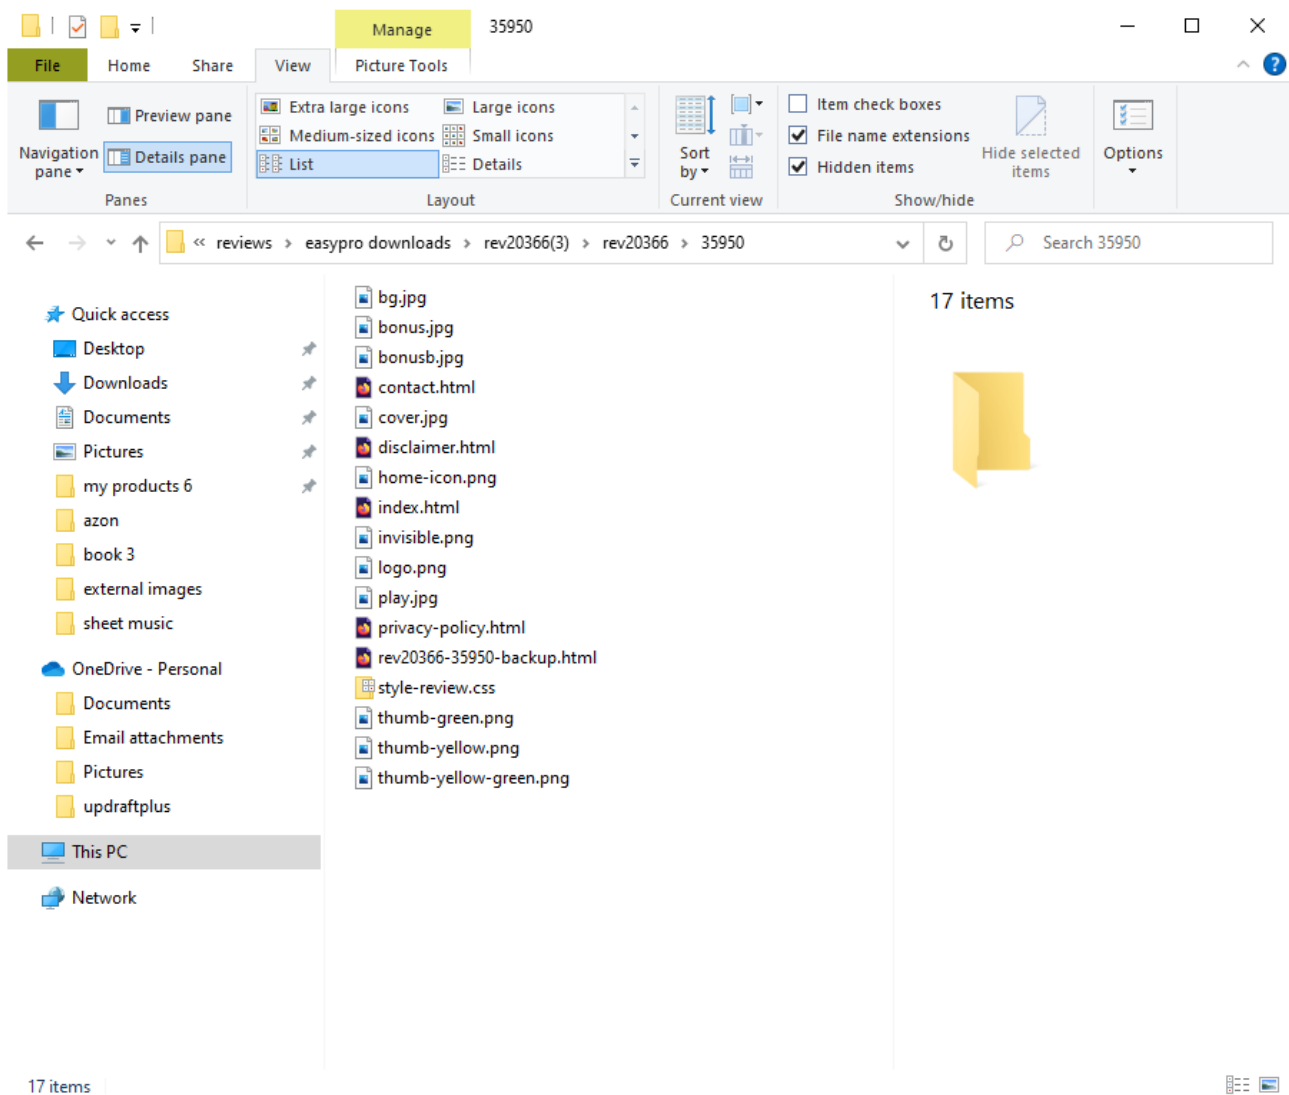 Manage 35950
File Home Share View Picture Tools
Navigation pane
Preview pane
Details pane
Panes
Extra large icons Large icons
Medium-sized icons Small icons
List Details
Layout
Sort by
Current view
Item check boxes
File name extensions
Hidden items
Hide selected items
Show/hide
Options
« reviews › easypro downloads › rev20366(3) › rev20366 › 35950
Search 35950
Quick access
Desktop
Downloads
Documents
Pictures
my products 6
azon
book 3
external images
sheet music
OneDrive - Personal
Documents
Email attachments
Pictures
updraftplus
This PC
Network
bg.jpg
bonus.jpg
bonusb.jpg
contact.html
cover.jpg
disclaimer.html
home-icon.png
index.html
invisible.png
logo.png
play.jpg
privacy-policy.html
rev20366-35950-backup.html
style-review.css
thumb-green.png
thumb-yellow.png
thumb-yellow-green.png
17 items
17 items